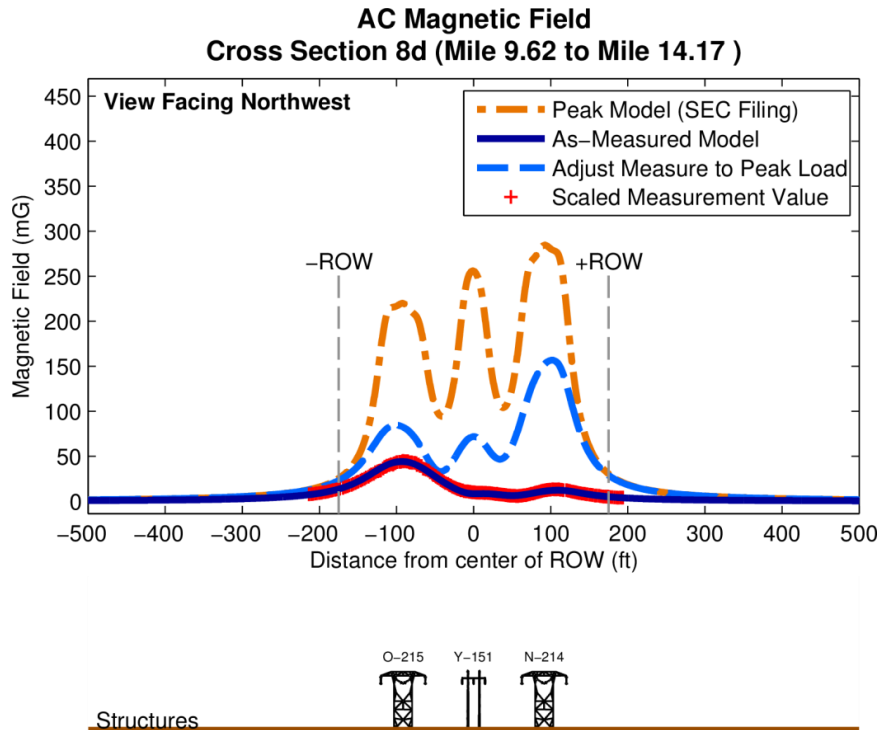 AC Magnetic Field
Cross Section 8d (Mile 9.62 to Mile 14.17 )
View Facing Northwest
Peak Model (SEC Filing)
As−Measured Model
Adjust Measure to Peak Load
Scaled Measurement Value
−ROW
+ROW
Magnetic Field (mG)
450
400
350
300
250
200
150
100
50
0
−500 −400 −300 −200 −100 0 100 200 300 400 500
Distance from center of ROW (ft)
O−215 Y−151 N−214
Structures